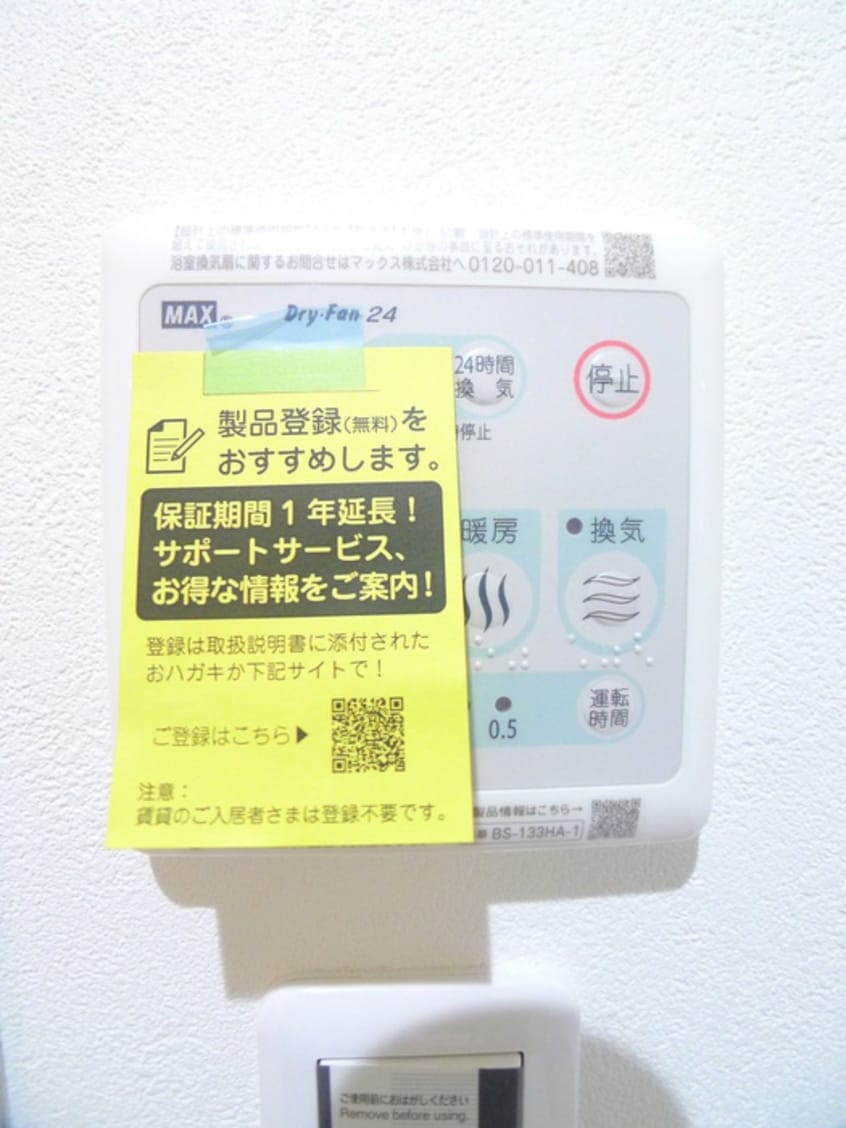 超えて
浴室換気扇に関するお問合せはマックス株式会社へ 0120-011-408
MAX
Dry・Fan 24
24時間
換 気
停止
停止
製品登録(無料)を
おすすめします。
保証期間1年延長！
サポートサービス、
お得な情報をご案内！
登録は取扱説明書に添付された
おハガキか下記サイトで！
ご登録はこちら▶
注意：
賃貸のご入居者さまは登録不要です。
暖房
換気
0.5
運転
時間
製品情報はこちら→
BS-133HA-1
ご使用前におはがしください
Remove before using.